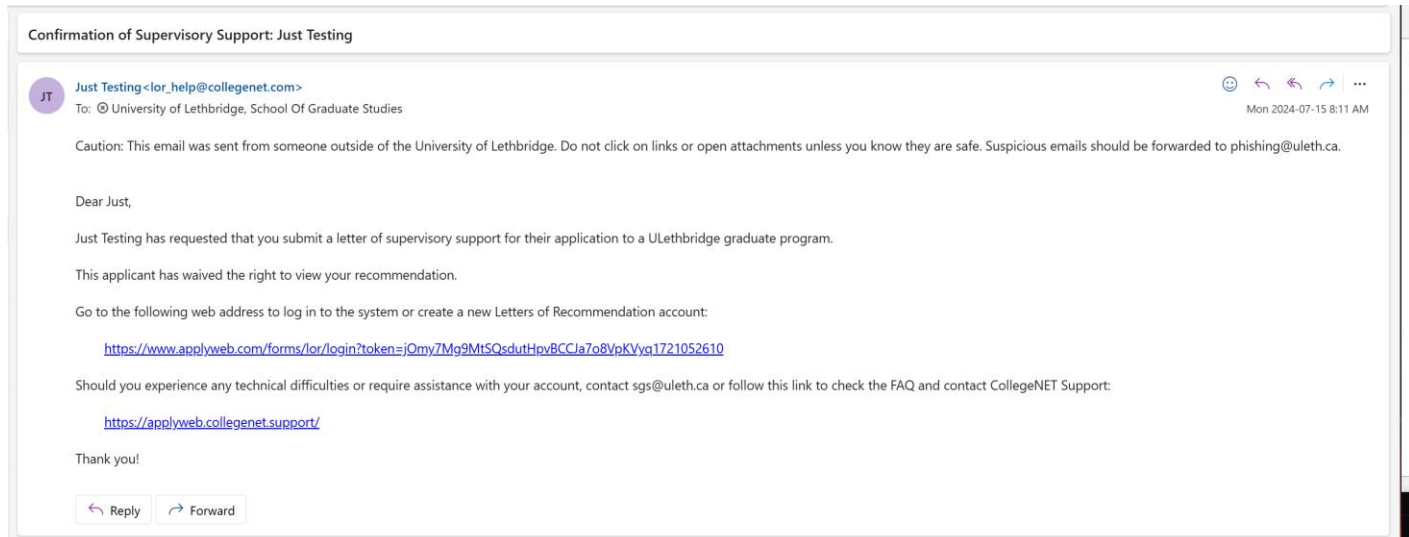 Confirmation of Supervisory Support: Just Testing
JT
Just Testing<lor_help@collegenet.com>
To: University of Lethbridge, School Of Graduate Studies
Mon 2024-07-15 8:11 AM
Caution: This email was sent from someone outside of the University of Lethbridge. Do not click on links or open attachments unless you know they are safe. Suspicious emails should be forwarded to phishing@uleth.ca.
Dear Just,
Just Testing has requested that you submit a letter of supervisory support for their application to a ULethbridge graduate program.
This applicant has waived the right to view your recommendation.
Go to the following web address to log in to the system or create a new Letters of Recommendation account:
https://www.applyweb.com/forms/lor/login?token=jOmy7Mg9MtSQsdutHpvBCCJa7o8VpKVyq1721052610
Should you experience any technical difficulties or require assistance with your account, contact sgs@uleth.ca or follow this link to check the FAQ and contact CollegeNET Support:
https://applyweb.collegenet.support/
Thank you!
Reply
Forward